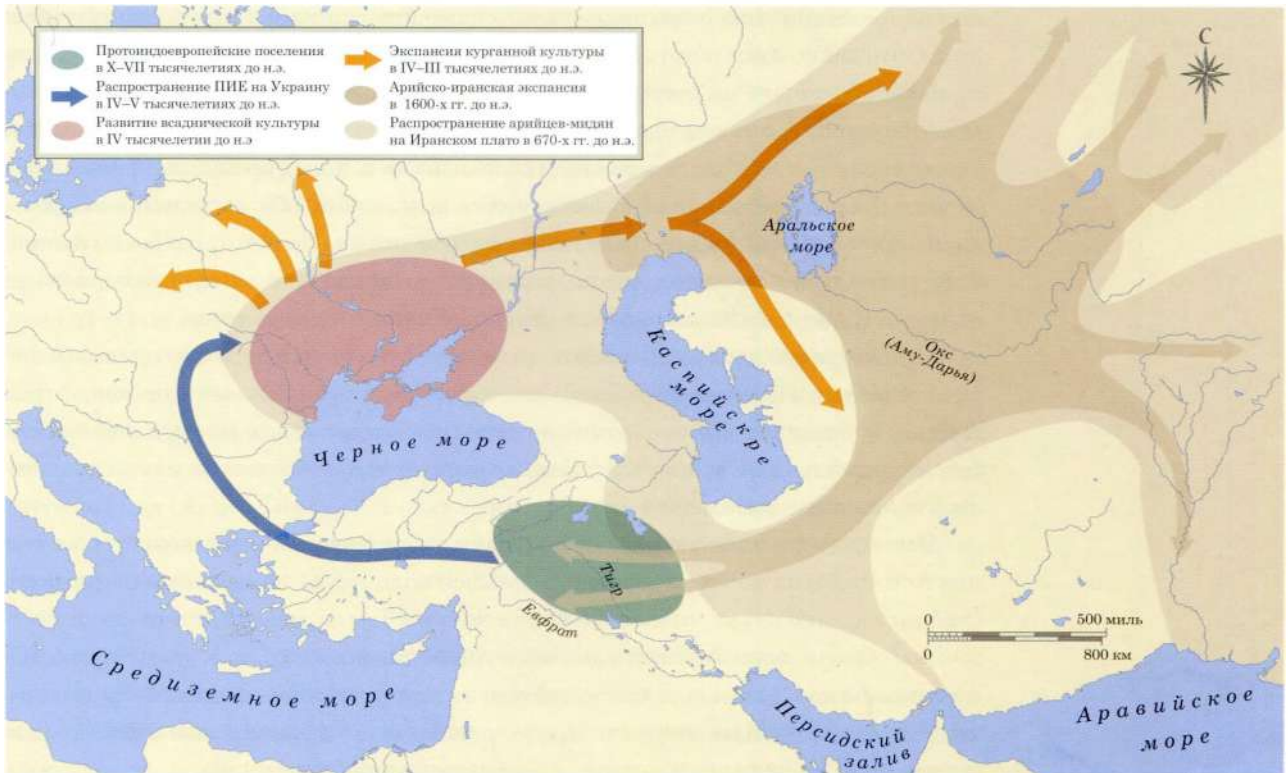 Протоиндоевропейские поселения
в X–VII тысячелетиях до н.э.
Распространение ПИЕ на Украину
в IV–V тысячелетиях до н.э.
Развитие всаднической культуры
в IV тысячелетии до н.э
Экспансия курганной культуры
в IV–III тысячелетиях до н.э.
Арийско-иранская экспансия
в 1600-х гг. до н.э.
Распространение арийцев-мидян
на Иранском плато в 670-х гг. до н.э.
С
Аральское
море
Окс
(Аму-Дарья)
Каспийскре
море
Черное море
Тигр
Евфрат
0 500 миль
0 800 км
Средиземное море
Персидский
залив
Аравийское
море